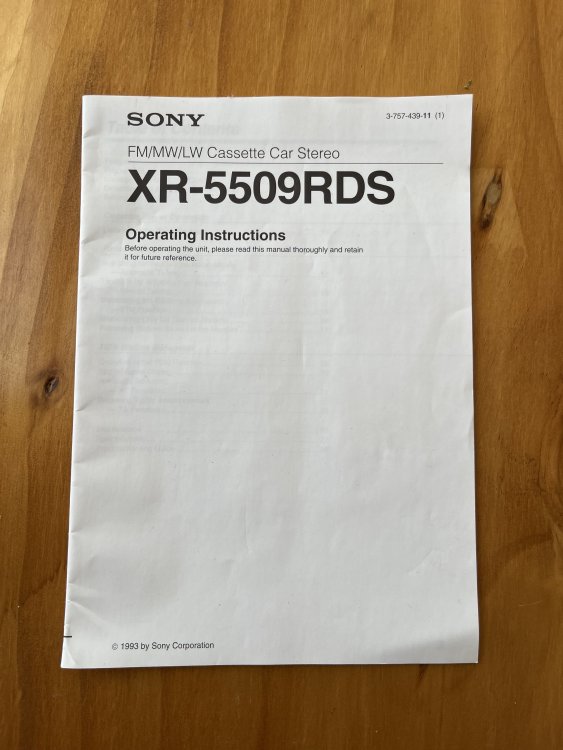 SONY
3-757-439-11 (1)
FM/MW/LW Cassette Car Stereo
XR-5509RDS
Operating Instructions
Before operating the unit, please read this manual thoroughly and retain
it for future reference.
© 1993 by Sony Corporation